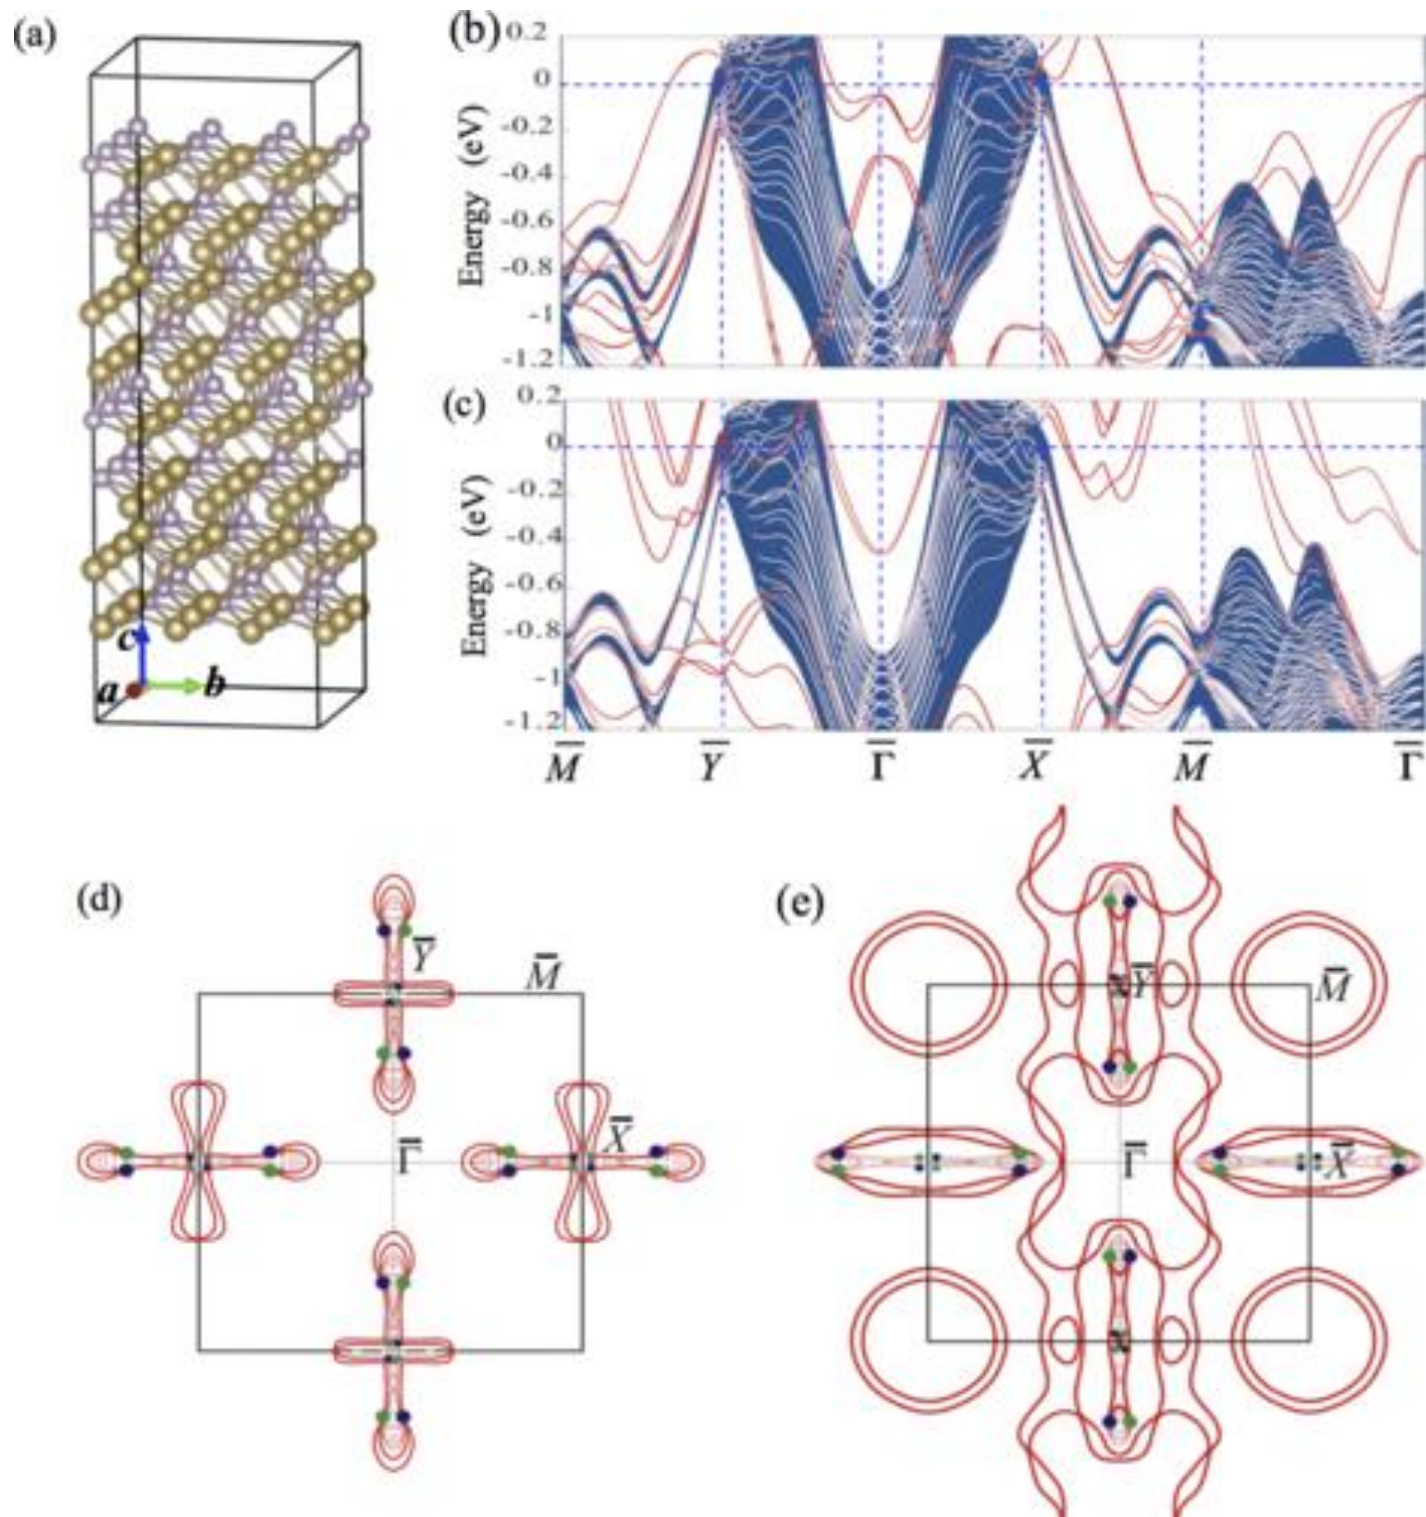 (a)
c
a
b
(b)
0.2
0
-0.2
-0.4
-0.6
-0.8
-1
-1.2
Energy (eV)
(c)
0.2
0
-0.2
-0.4
-0.6
-0.8
-1
-1.2
Energy (eV)
M̅ Y̅ Γ̅ X̅ M̅ Γ̅
(d)
Y̅
M̅
X̅
Γ̅
(e)
Y̅
M̅
X̅
Γ̅